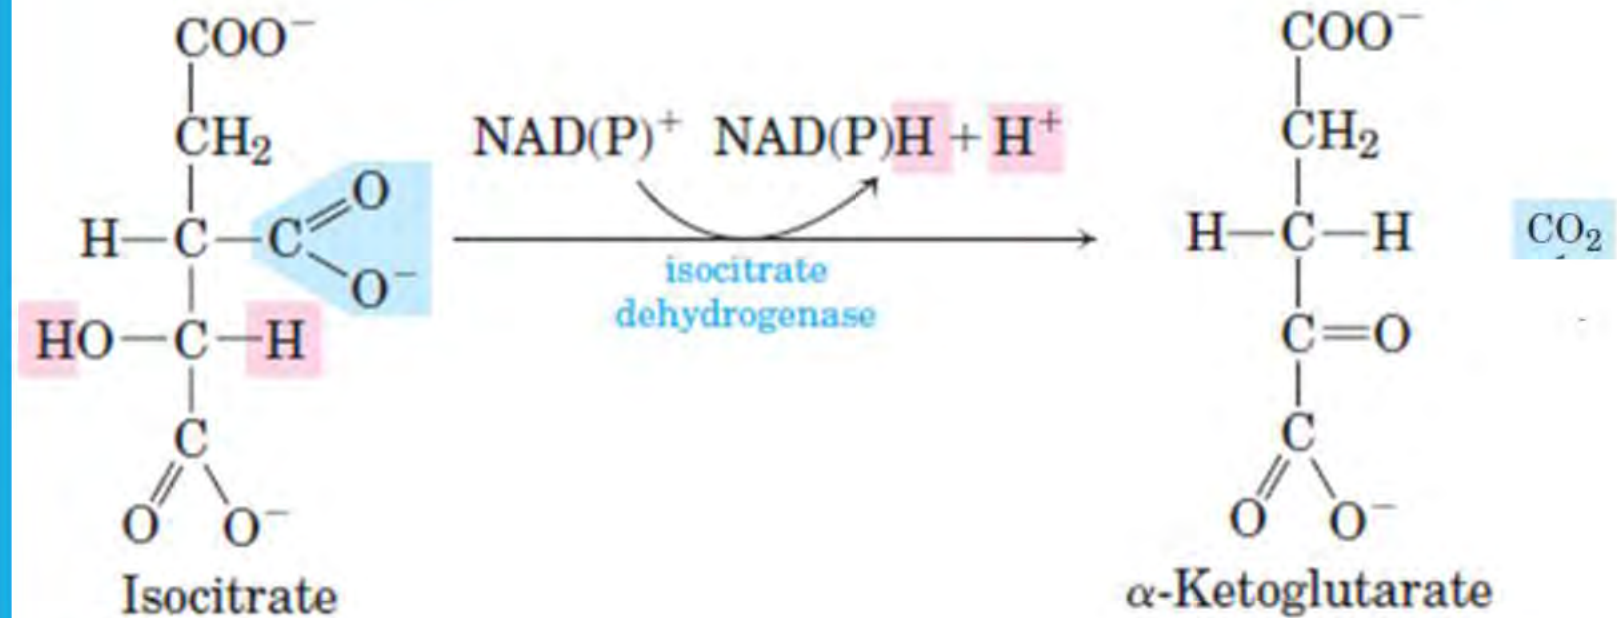 COO⁻
CH₂
H—C—C
O
O⁻
HO—C—H
C
O O⁻
Isocitrate
NAD(P)⁺ NAD(P)H + H⁺
isocitrate
dehydrogenase
COO⁻
CH₂
H—C—H
C=O
C
O O⁻
α-Ketoglutarate
CO₂